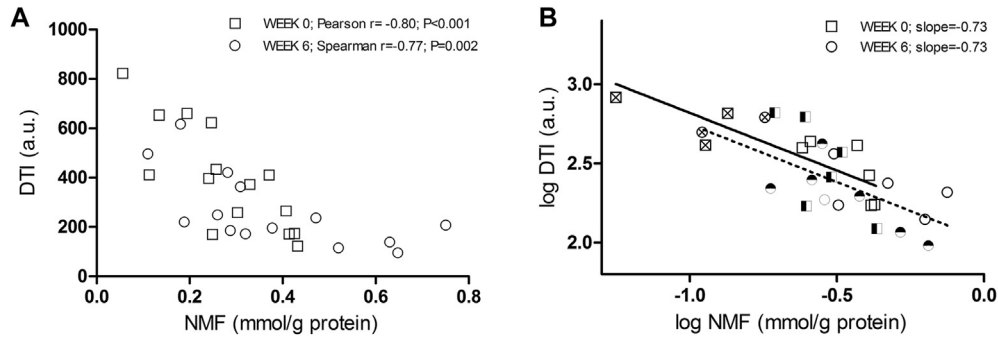 A
WEEK 0; Pearson r= -0.80; P<0.001
WEEK 6; Spearman r=-0.77; P=0.002
1000
800
600
400
200
0
DTI (a.u.)
0.0 0.2 0.4 0.6 0.8
NMF (mmol/g protein)
B
WEEK 0; slope=-0.73
WEEK 6; slope=-0.73
3.0
2.5
2.0
log DTI (a.u.)
-1.0 -0.5 0.0
log NMF (mmol/g protein)